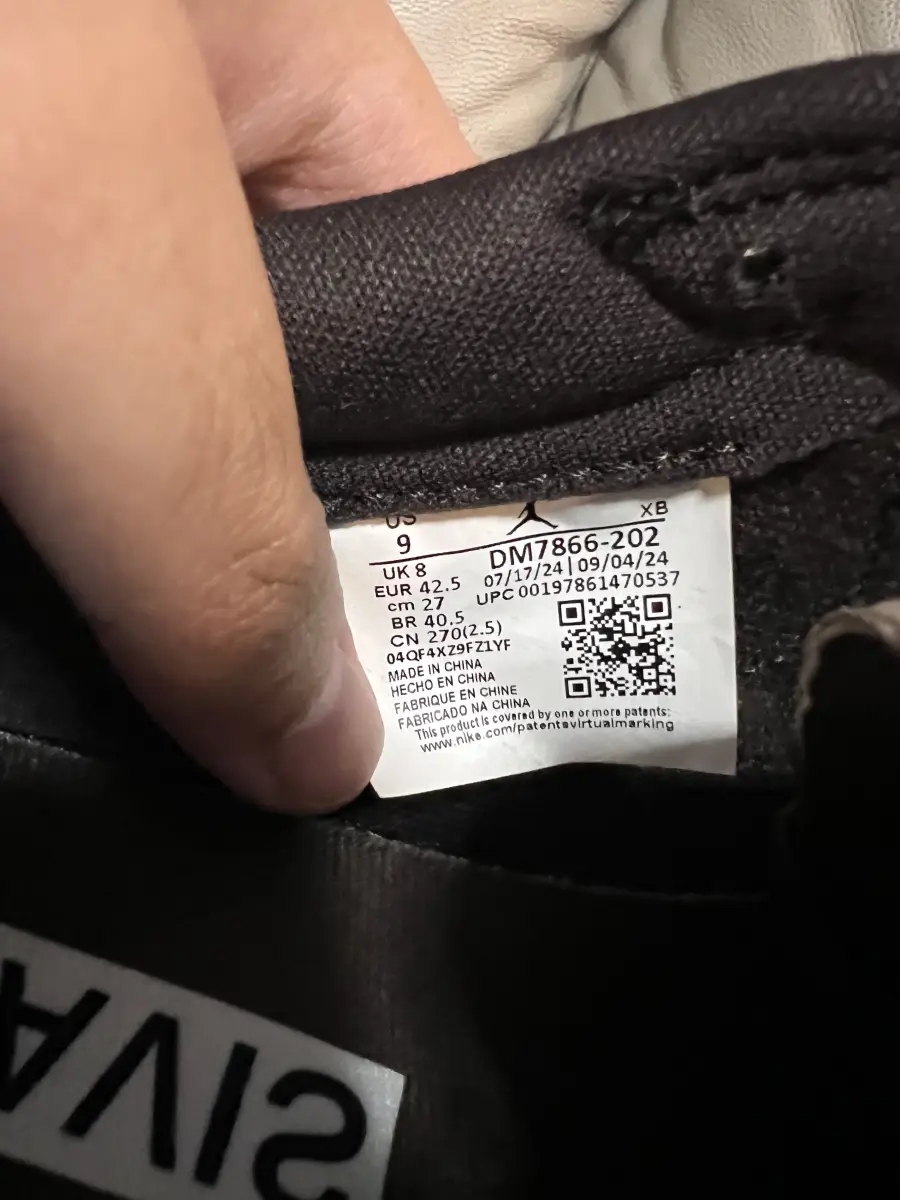 US
XB
9
DM7866-202
UK 8
07/17/24|09/04/24
EUR 42.5
UPC 00197861470537
cm 27
BR 40.5
CN 270(2.5)
04QF4XZ9FZ1YF
MADE IN CHINA
HECHO EN CHINA
FABRIQUE EN CHINE
FABRICADO NA CHINA
This product is covered by one or more patents:
www.nike.com/patentsvirtualmarking
AVIS